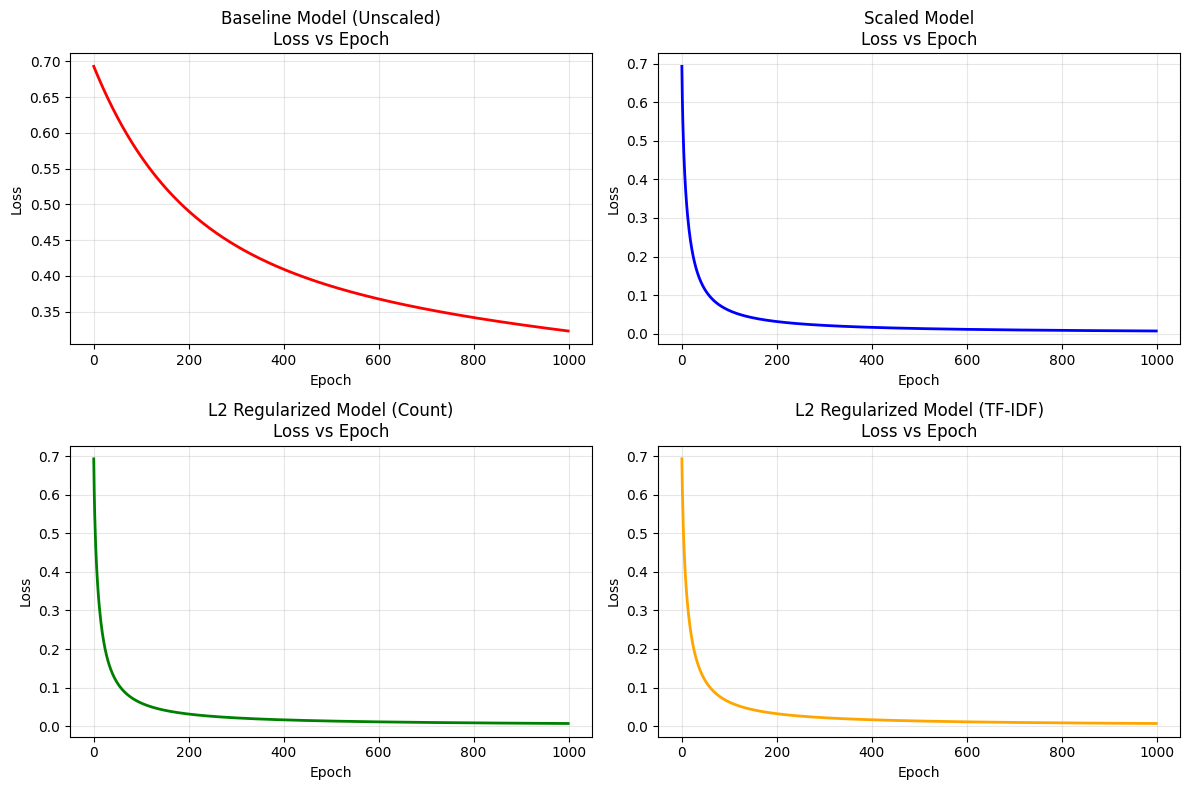 Baseline Model (Unscaled)
Loss vs Epoch
0.70
0.65
0.60
0.55
0.50
0.45
0.40
0.35
Loss
0 200 400 600 800 1000
Epoch
Scaled Model
Loss vs Epoch
0.7
0.6
0.5
0.4
0.3
0.2
0.1
0.0
Loss
0 200 400 600 800 1000
Epoch
L2 Regularized Model (Count)
Loss vs Epoch
0.7
0.6
0.5
0.4
0.3
0.2
0.1
0.0
Loss
0 200 400 600 800 1000
Epoch
L2 Regularized Model (TF-IDF)
Loss vs Epoch
0.7
0.6
0.5
0.4
0.3
0.2
0.1
0.0
Loss
0 200 400 600 800 1000
Epoch